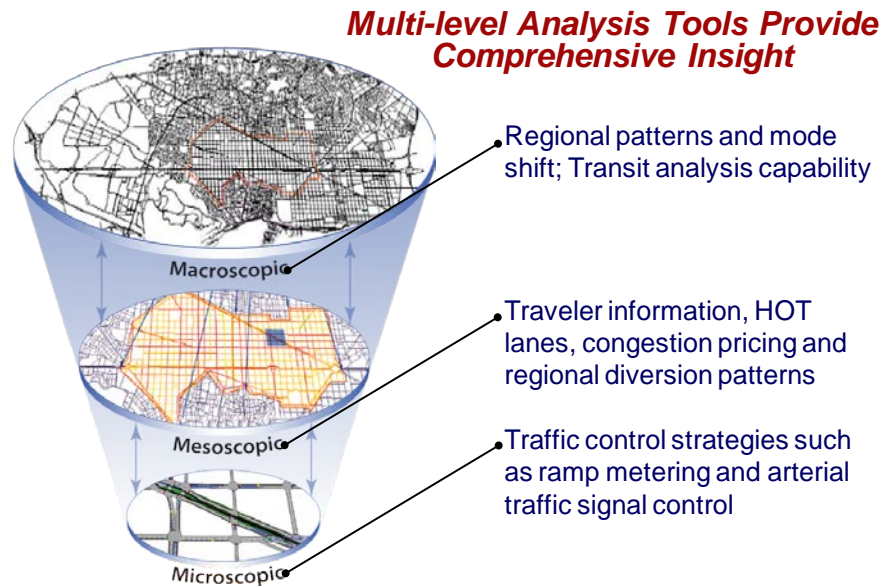 Multi-level Analysis Tools Provide
Comprehensive Insight
Regional patterns and mode
shift; Transit analysis capability
Macroscopic
Traveler information, HOT
lanes, congestion pricing and
regional diversion patterns
Mesoscopic
Traffic control strategies such
as ramp metering and arterial
traffic signal control
Microscopic